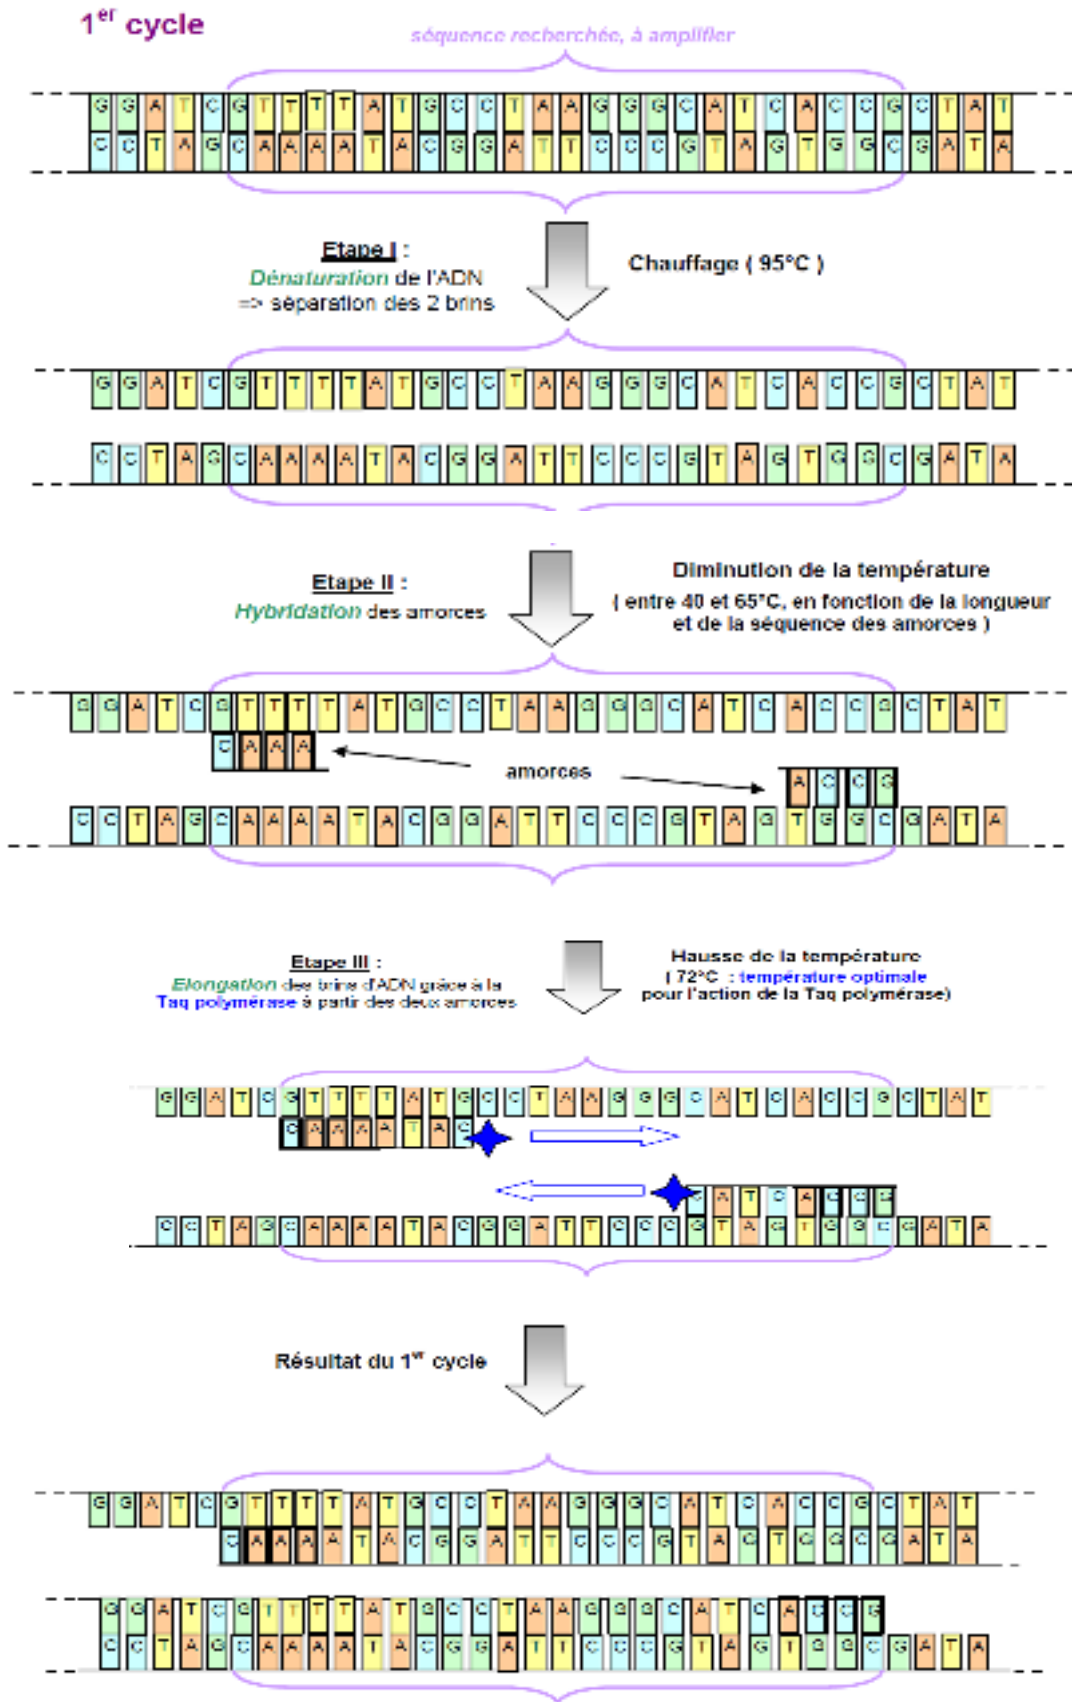 1er cycle
séquence recherchée, à amplifier
G G A T C G T T T T A T G C C T A A G G G C A T C A C C G C T A T
C C T A G C A A A A T A C G G A T T C C C G T A G T G G C G A T A
Etape I :
Dénaturation de l'ADN
=> séparation des 2 brins
Chauffage ( 95°C )
G G A T C G T T T T A T G C C T A A G G G C A T C A C C G C T A T
C C T A G C A A A A T A C G G A T T C C C G T A G T G G C G A T A
Etape II :
Hybridation des amorces
Diminution de la température
( entre 40 et 65°C, en fonction de la longueur
et de la séquence des amorces )
G G A T C G T T T T A T G C C T A A G G G C A T C A C C G C T A T
C A A A
amorces
A C C G
C C T A G C A A A A T A C G G A T T C C C G T A G T G G C G A T A
Etape III :
Elongation des brins d'ADN grâce à la
Taq polymérase à partir des deux amorces
Hausse de la température
( 72°C : température optimale
pour l'action de la Taq polymérase)
G G A T C G T T T T A T G C C T A A G G G C A T C A C C G C T A T
C A A A A T A C
C A T C A C C G
C C T A G C A A A A T A C G G A T T C C C G T A G T G G C G A T A
Résultat du 1er cycle
G G A T C G T T T T A T G C C T A A G G G C A T C A C C G C T A T
C A A A A T A C G G A T T C C C G T A G T G G C G A T A
G G A T C G T T T T A T G C C T A A G G G C A T C A C C G
C C T A G C A A A A T A C G G A T T C C C G T A G T G G C G A T A